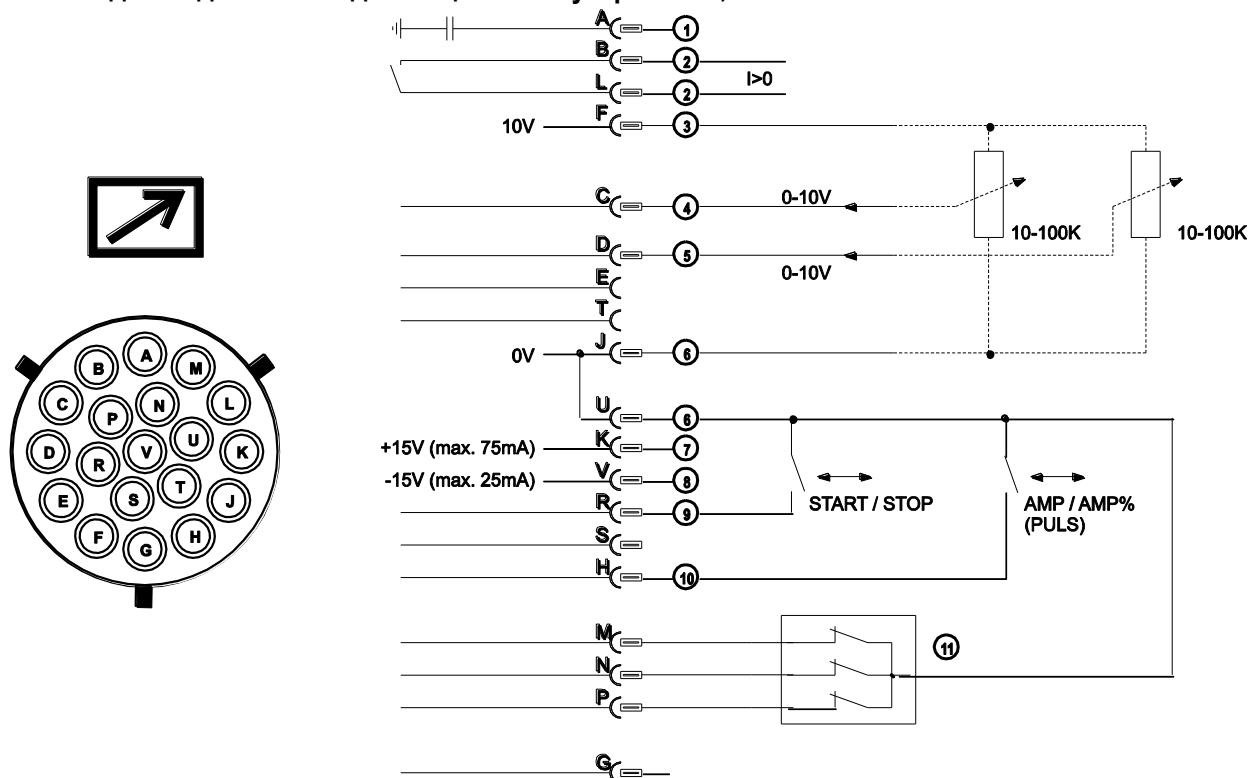 A
1
B
2
I>0
L
2
F
10V
3
C
4
0-10V
10-100K
10-100K
D
5
0-10V
E
T
J
0V
6
U
6
K
+15V (max. 75mA)
7
V
-15V (max. 25mA)
8
R
9
START / STOP
AMP / AMP%
(PULS)
S
H
10
M
11
N
P
G
A
B
M
C
P
N
L
D
R
V
U
K
E
S
T
J
F
G
H